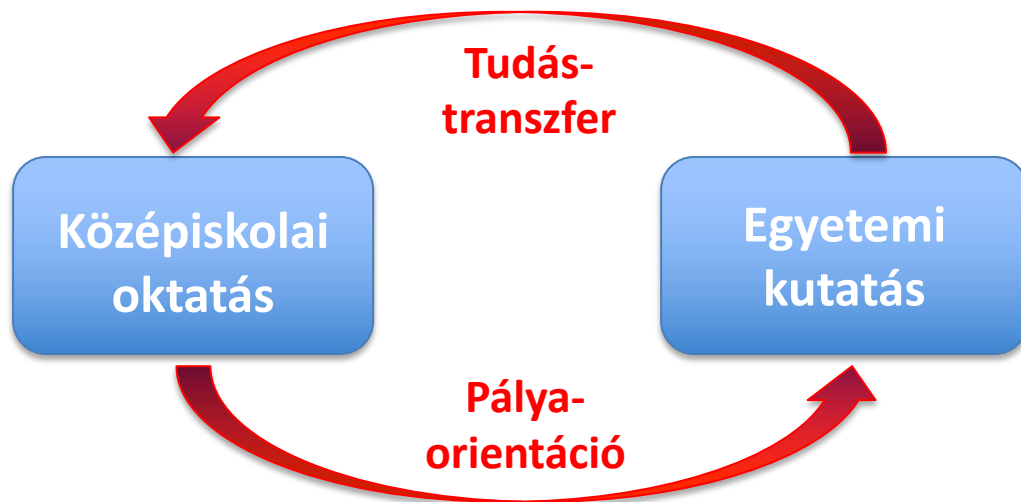 Tudás-
transzfer
Középiskolai
oktatás
Egyetemi
kutatás
Pálya-
orientáció